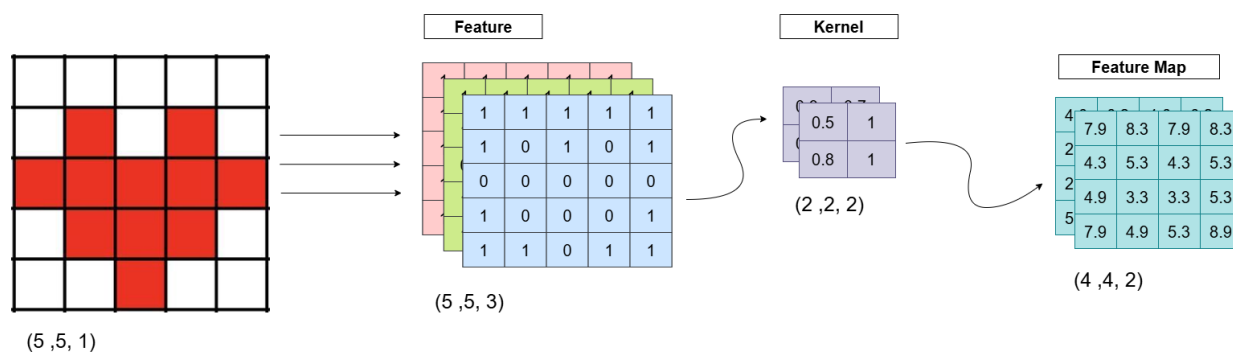 Feature
Kernel
Feature Map
1 1 1 1 1
1 0 1 0 1
0 0 0 0 0
1 0 0 0 1
1 1 0 1 1
0.5 1
0.8 1
4
2
2
5
7.9 8.3 7.9 8.3
4.3 5.3 4.3 5.3
4.9 3.3 3.3 5.3
7.9 4.9 5.3 8.9
(5 ,5, 1)
(5 ,5, 3)
(2 ,2, 2)
(4 ,4, 2)